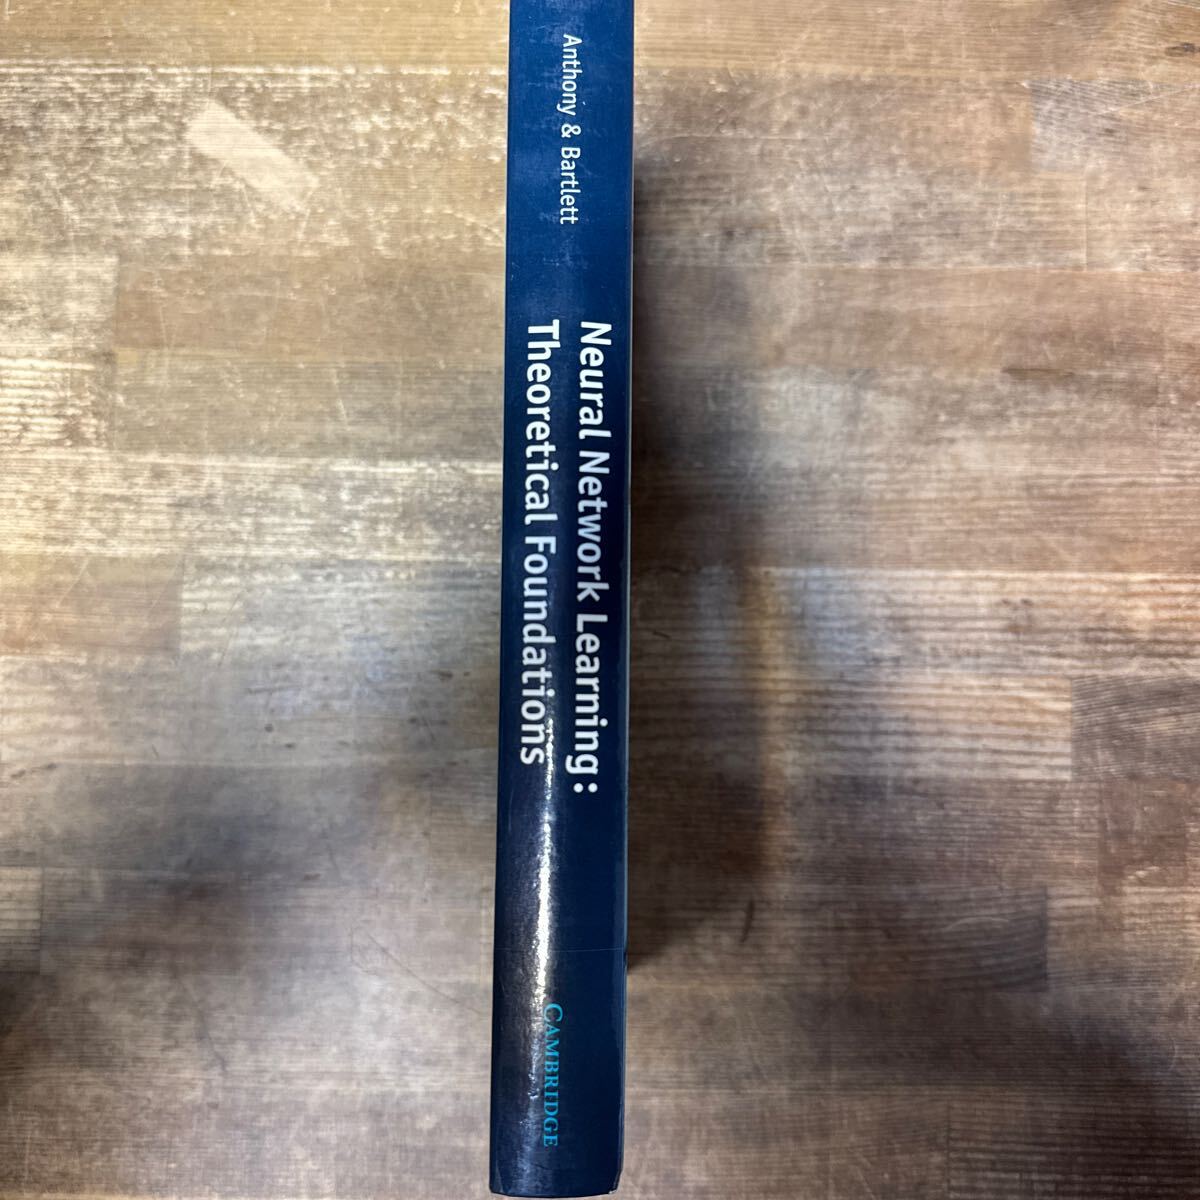 Anthony & Bartlett
Neural Network Learning:
Theoretical Foundations
CAMBRIDGE